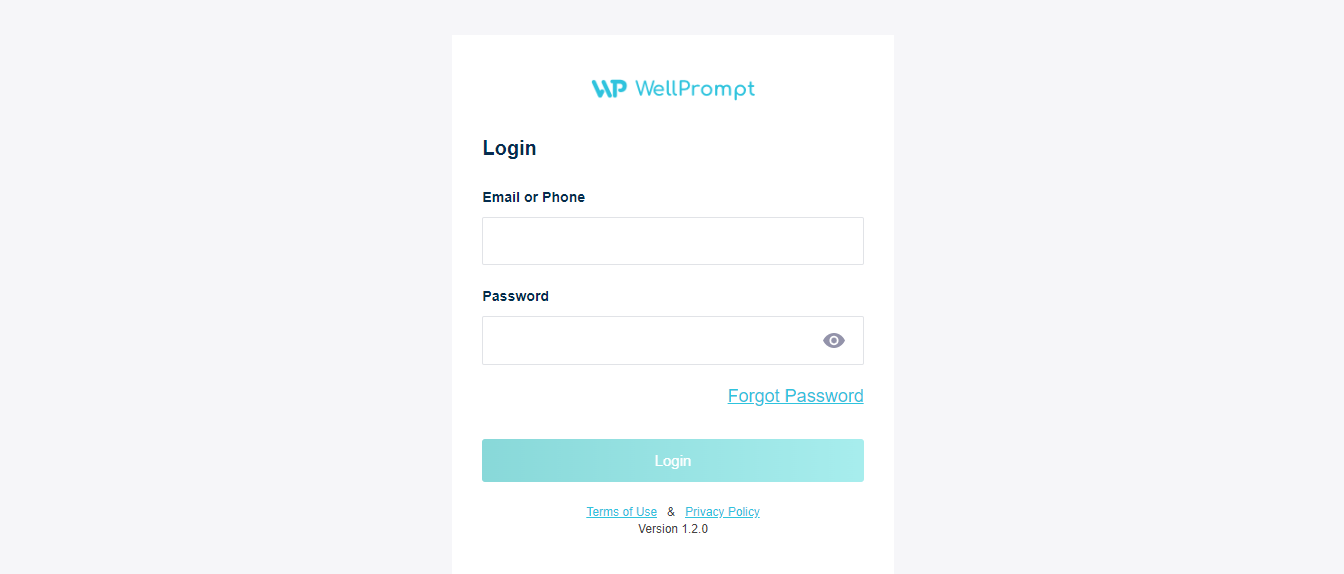 WP WellPrompt
Login
Email or Phone
Password
Forgot Password
Login
Terms of Use & Privacy Policy
Version 1.2.0